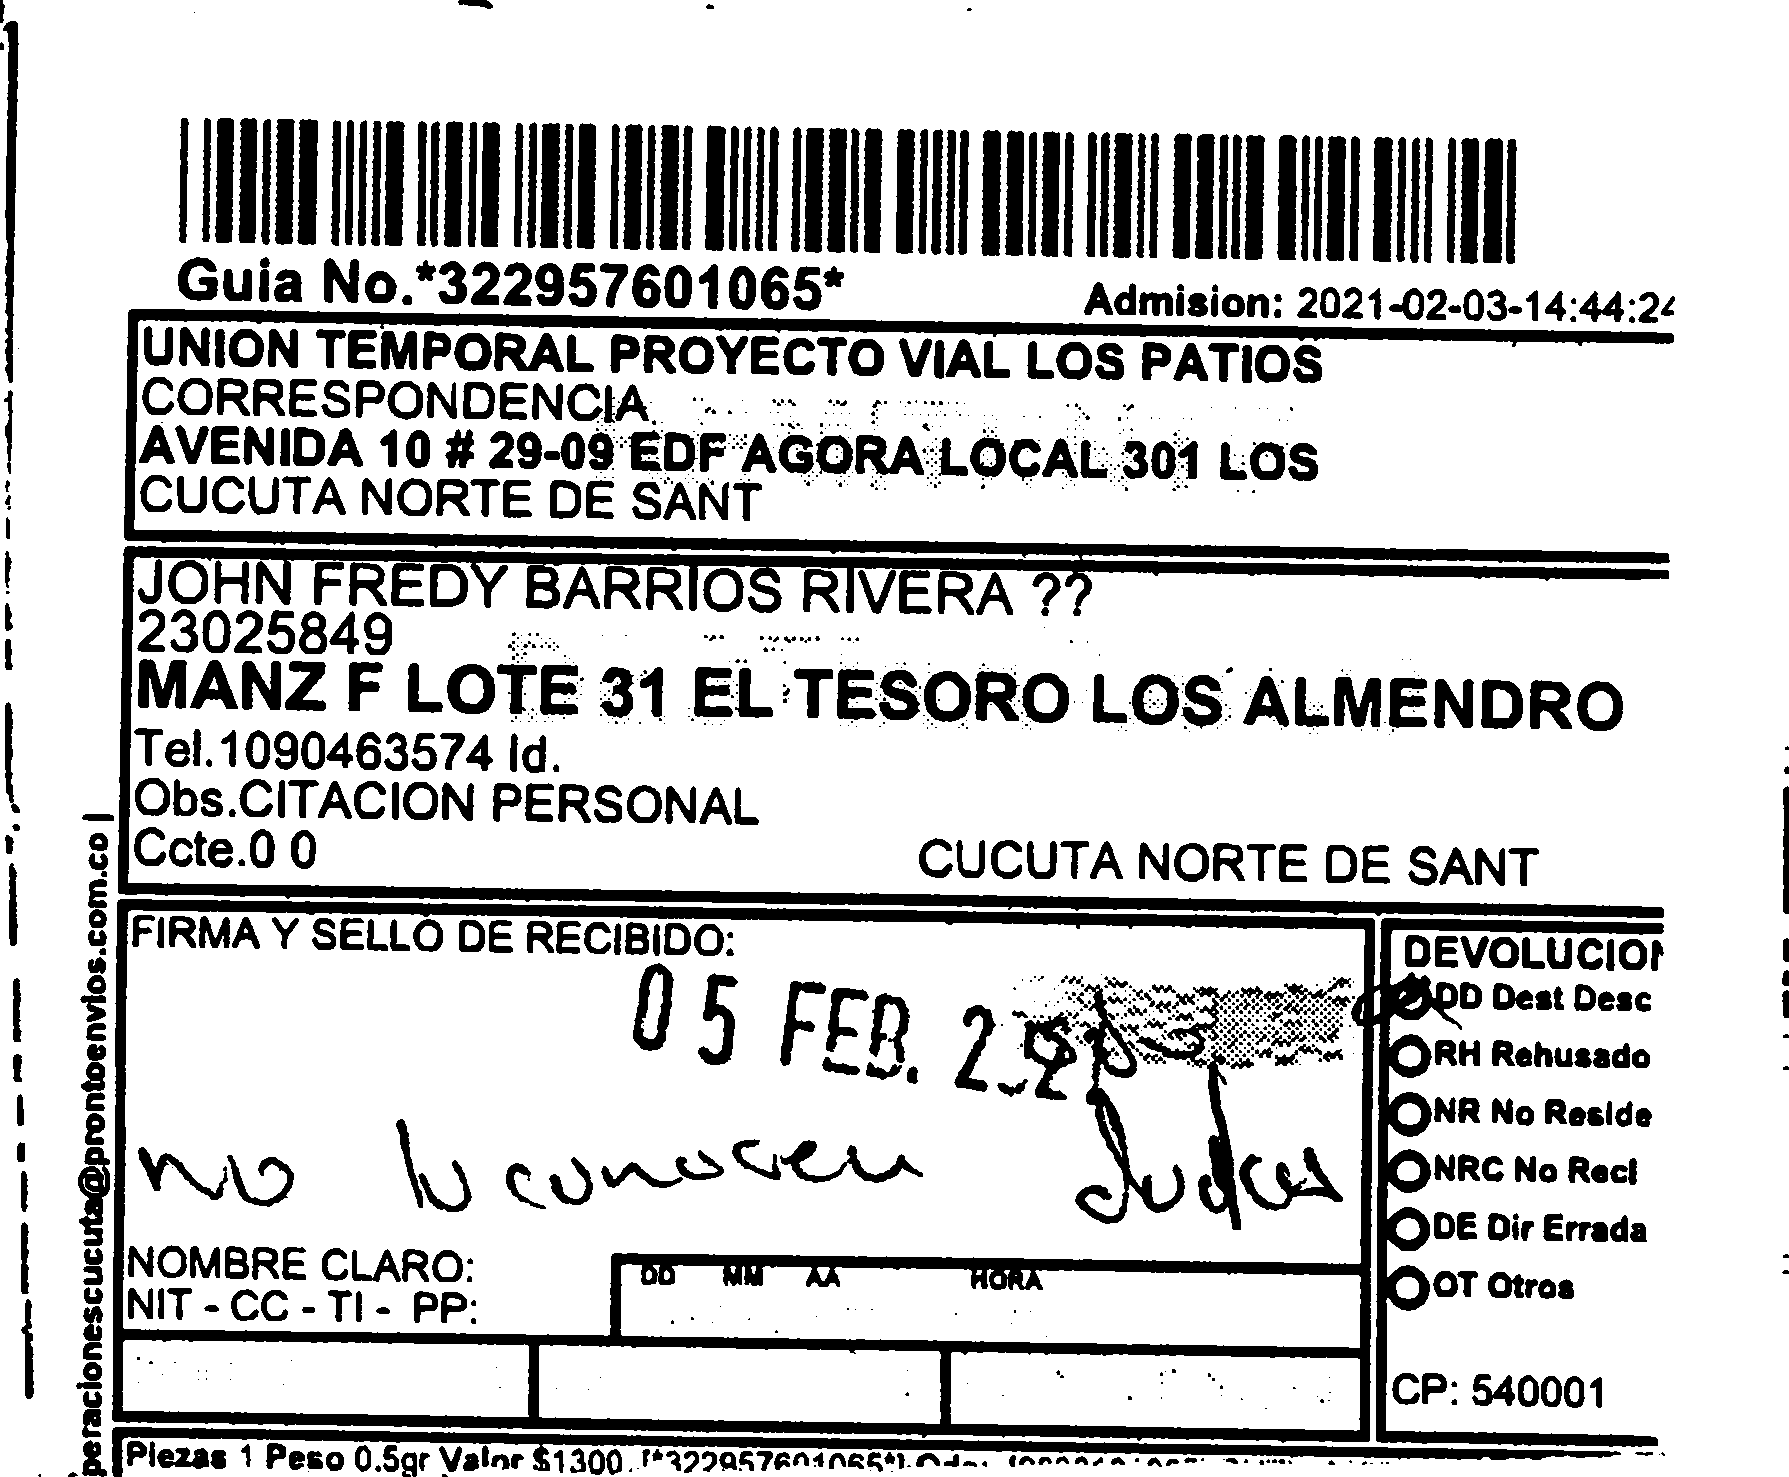 Guia No.*322957601065*
Admision: 2021-02-03-14:44:24
UNION TEMPORAL PROYECTO VIAL LOS PATIOS
CORRESPONDENCIA
AVENIDA 10 # 29-09 EDF AGORA LOCAL 301 LOS
CUCUTA NORTE DE SANT
JOHN FREDY BARRIOS RIVERA ??
23025849
MANZ F LOTE 31 EL TESORO LOS ALMENDRO
Tel.1090463574 Id.
Obs.CITACION PERSONAL
Ccte.0 0
CUCUTA NORTE DE SANT
FIRMA Y SELLO DE RECIBIDO:
05 FEB.
no lo conocen
NOMBRE CLARO:
NIT - CC - TI - PP:
DD MM AA HORA
DEVOLUCION
DD Dest Desc
RH Rehusado
NR No Reside
NRC No Recl
DE Dir Errada
OT Otros
CP: 540001
peracionescucuta@prontoenvios.com.co |
Piezas 1 Peso 0.5gr Valor $1300 [*322957601065*]